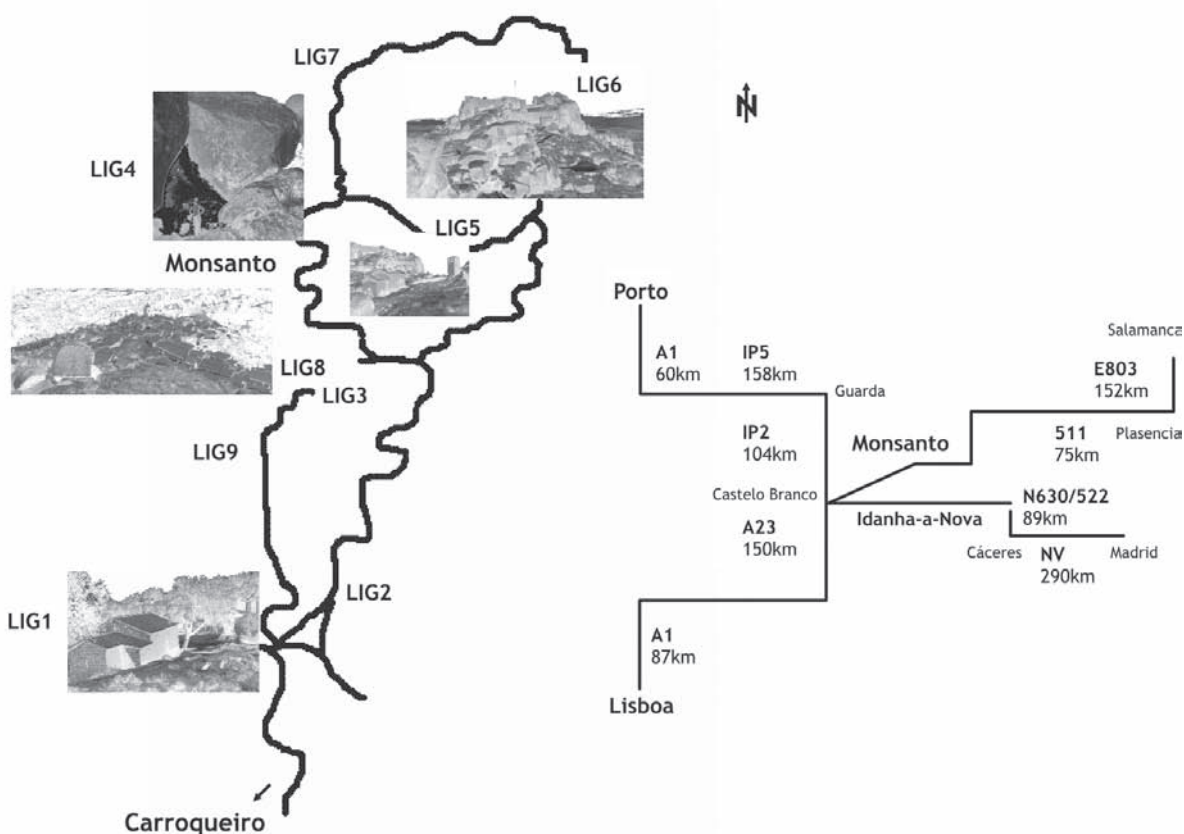 LIG7
LIG6
N
LIG4
LIG5
Monsanto
LIG8
LIG3
LIG9
LIG1
LIG2
Carroqueiro
Porto
A1
60km
IP5
158km
Guarda
Salamanca
E803
152km
IP2
104km
Monsanto
511
75km
Plasencia
Castelo Branco
Idanha-a-Nova
N630/522
89km
A23
150km
Cáceres
NV
290km
Madrid
A1
87km
Lisboa